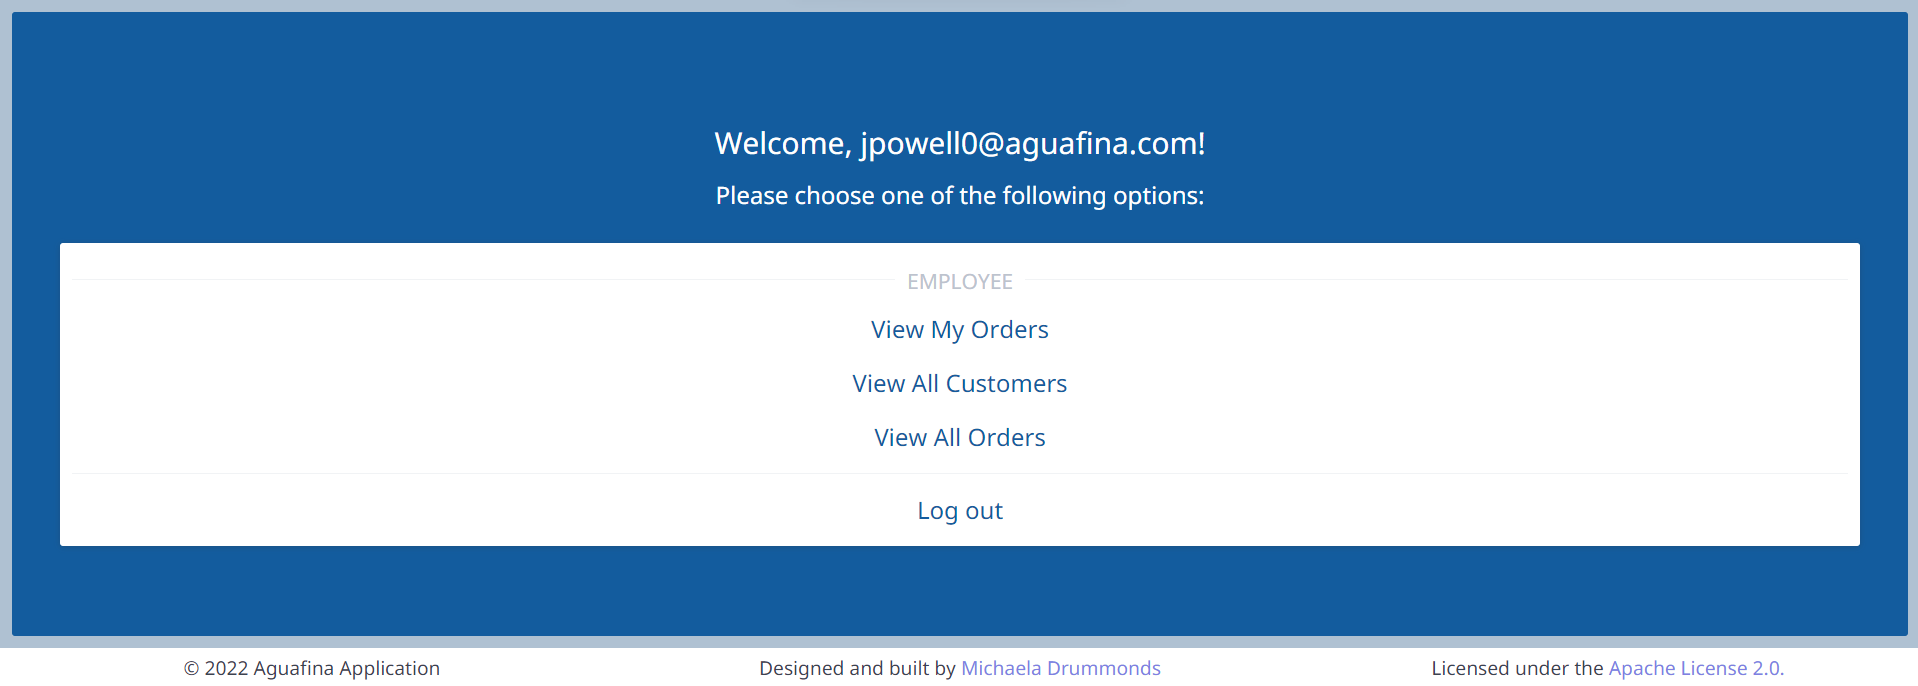 Welcome, jpowell0@aguafina.com!
Please choose one of the following options:
EMPLOYEE
View My Orders
View All Customers
View All Orders
Log out
© 2022 Aguafina Application
Designed and built by Michaela Drummonds
Licensed under the Apache License 2.0.